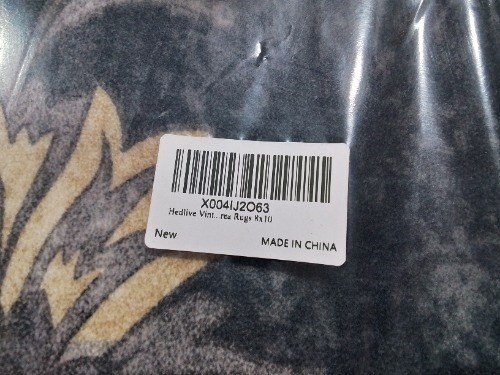 X004IJ2O63
Hedlive Vint...rea Rugs 8x10
New
MADE IN CHINA